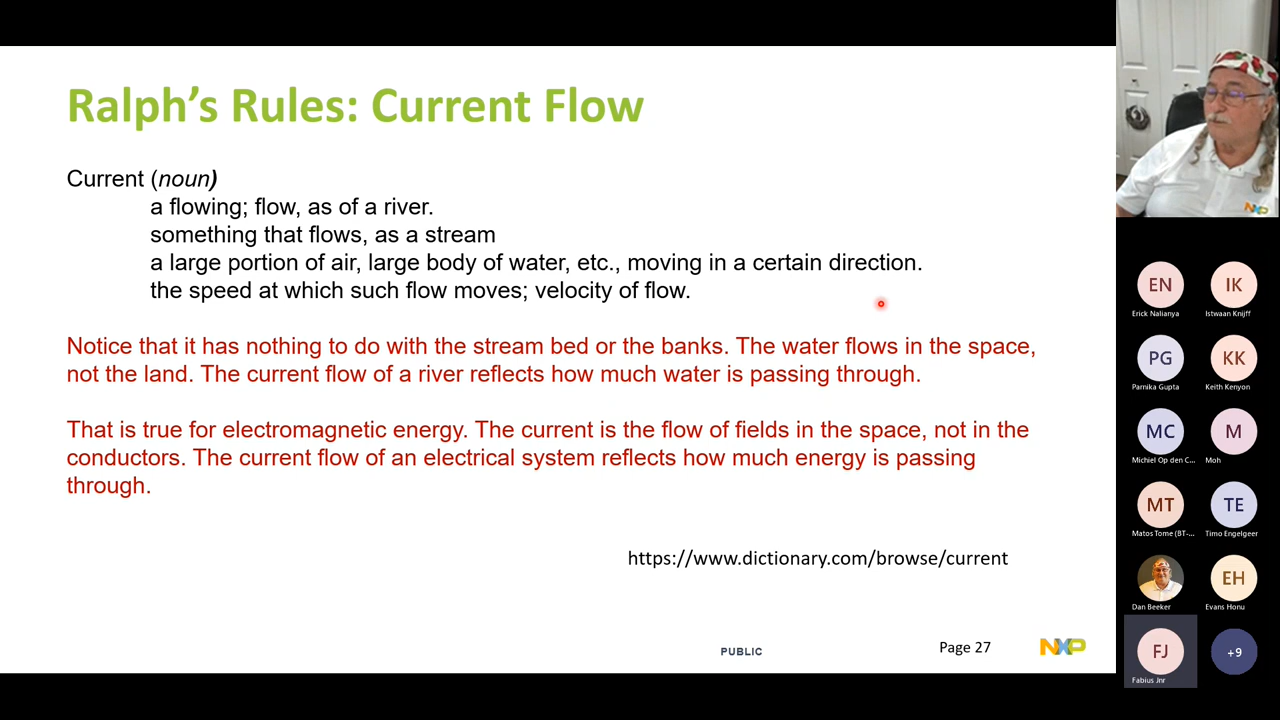 Ralph’s Rules: Current Flow
Current (noun)
a flowing; flow, as of a river.
something that flows, as a stream
a large portion of air, large body of water, etc., moving in a certain direction.
the speed at which such flow moves; velocity of flow.
Notice that it has nothing to do with the stream bed or the banks. The water flows in the space,
not the land. The current flow of a river reflects how much water is passing through.
That is true for electromagnetic energy. The current is the flow of fields in the space, not in the
conductors. The current flow of an electrical system reflects how much energy is passing
through.
https://www.dictionary.com/browse/current
PUBLIC
Page 27
NXP
NXP
EN
IK
Erick Nalianya
Istwaan Knijff
PG
KK
Parnika Gupta
Keith Kenyon
MC
M
Michiel Op den C...
Moh
MT
TE
Matos Tome (BT-...
Timo Engelgeer
EH
Dan Beeker
Evans Honu
FJ
+9
Fabius Jnr